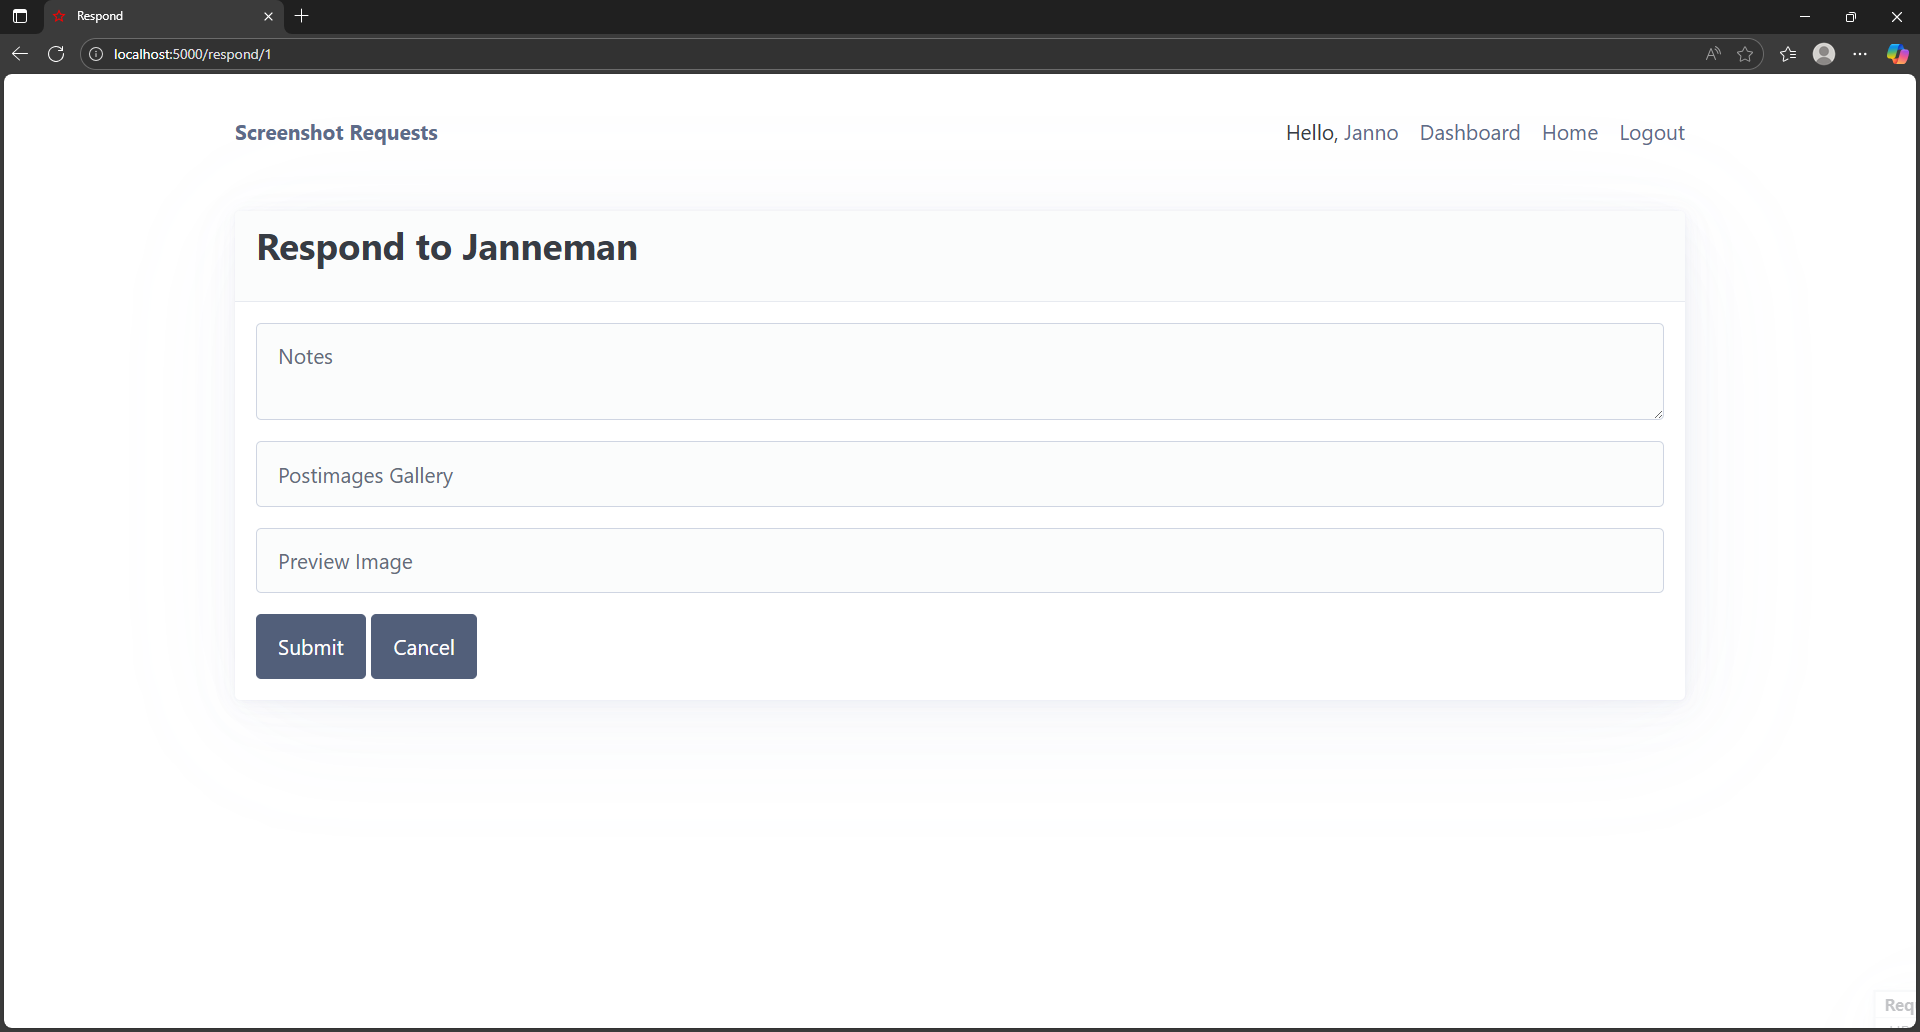 Respond
localhost:5000/respond/1
Screenshot Requests
Hello, Janno Dashboard Home Logout
Respond to Janneman
Notes
Postimages Gallery
Preview Image
Submit Cancel
Req